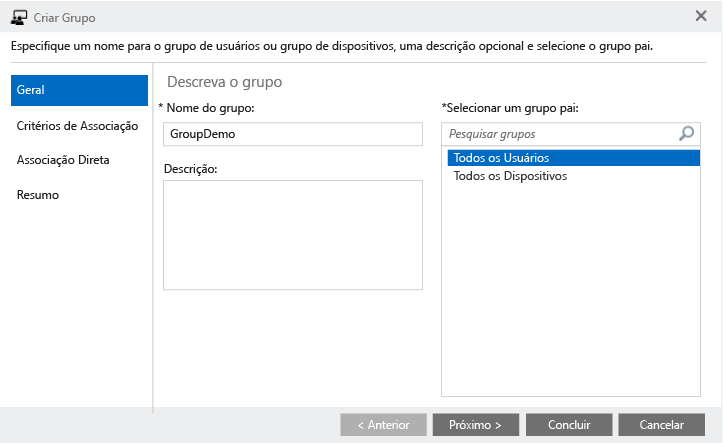 Criar Grupo
Especifique um nome para o grupo de usuários ou grupo de dispositivos, uma descrição opcional e selecione o grupo pai.
Geral
Critérios de Associação
Associação Direta
Resumo
Descreva o grupo
* Nome do grupo:
GroupDemo
Descrição:
*Selecionar um grupo pai:
Pesquisar grupos
Todos os Usuários
Todos os Dispositivos
< Anterior
Próximo >
Concluir
Cancelar